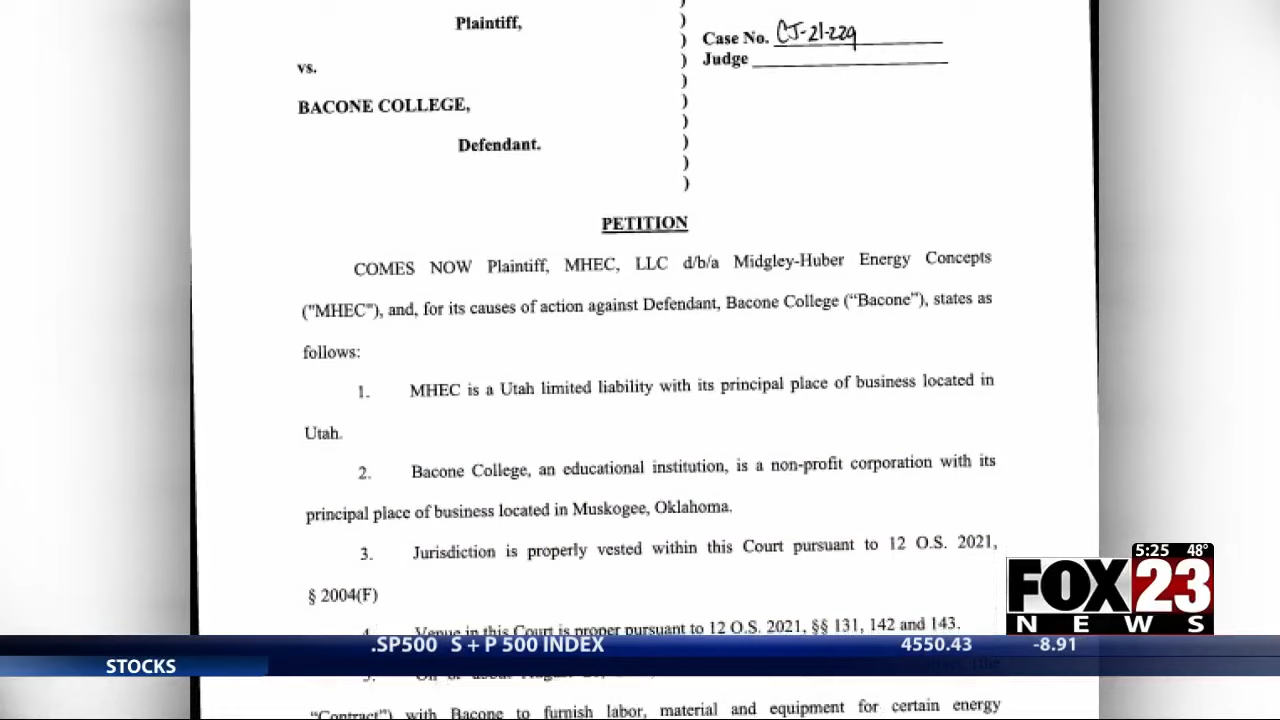 Plaintiff,
Case No. CJ-21-229
Judge
vs.
BACONE COLLEGE,
Defendant.
)
)
)
)
)
)
)
)
)
)
PETITION
COMES NOW Plaintiff, MHEC, LLC d/b/a Midgley-Huber Energy Concepts
("MHEC"), and, for its causes of action against Defendant, Bacone College (“Bacone”), states as
follows:
1. MHEC is a Utah limited liability with its principal place of business located in
Utah.
2. Bacone College, an educational institution, is a non-profit corporation with its
principal place of business located in Muskogee, Oklahoma.
3. Jurisdiction is properly vested within this Court pursuant to 12 O.S. 2021,
§ 2004(F)
4. Venue in this Court is proper pursuant to 12 O.S. 2021, §§ 131, 142 and 143.
“Contract”) with Bacone to furnish labor, material and equipment for certain energy
5:25 48°
FOX 23
NEWS
.SP500 S + P 500 INDEX 4550.43 -8.91
STOCKS